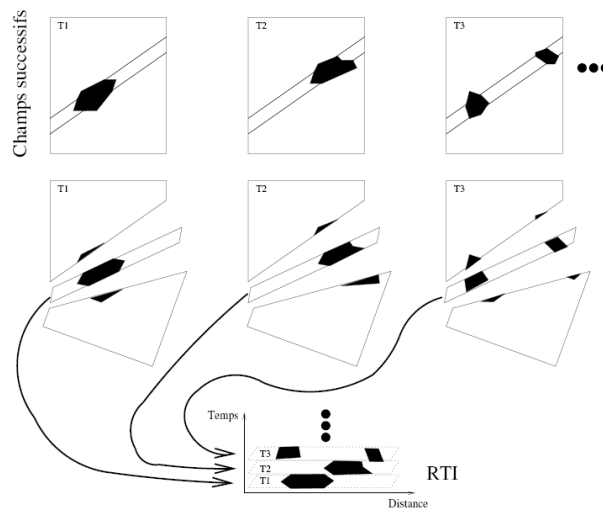 Champs successifs
T1
T2
T3
T1
T2
T3
Temps
T3
T2
T1
RTI
Distance